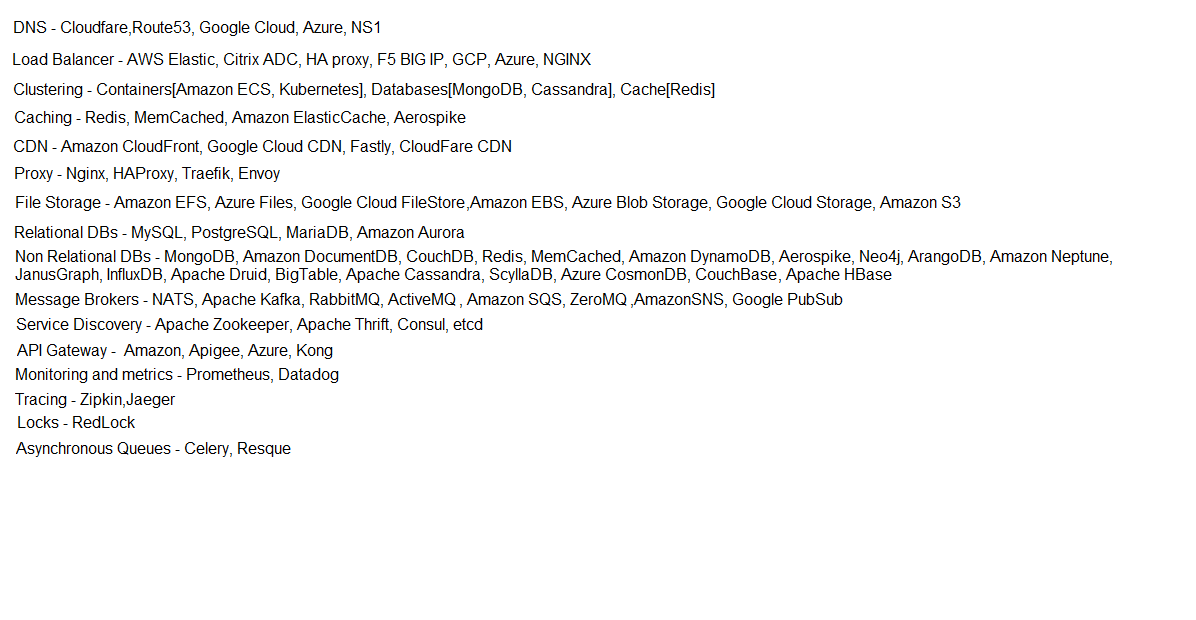 DNS - Cloudfare,Route53, Google Cloud, Azure, NS1
Load Balancer - AWS Elastic, Citrix ADC, HA proxy, F5 BIG IP, GCP, Azure, NGINX
Clustering - Containers[Amazon ECS, Kubernetes], Databases[MongoDB, Cassandra], Cache[Redis]
Caching - Redis, MemCached, Amazon ElasticCache, Aerospike
CDN - Amazon CloudFront, Google Cloud CDN, Fastly, CloudFare CDN
Proxy - Nginx, HAProxy, Traefik, Envoy
File Storage - Amazon EFS, Azure Files, Google Cloud FileStore,Amazon EBS, Azure Blob Storage, Google Cloud Storage, Amazon S3
Relational DBs - MySQL, PostgreSQL, MariaDB, Amazon Aurora
Non Relational DBs - MongoDB, Amazon DocumentDB, CouchDB, Redis, MemCached, Amazon DynamoDB, Aerospike, Neo4j, ArangoDB, Amazon Neptune,
JanusGraph, InfluxDB, Apache Druid, BigTable, Apache Cassandra, ScyllaDB, Azure CosmonDB, CouchBase, Apache HBase
Message Brokers - NATS, Apache Kafka, RabbitMQ, ActiveMQ , Amazon SQS, ZeroMQ ,AmazonSNS, Google PubSub
Service Discovery - Apache Zookeeper, Apache Thrift, Consul, etcd
API Gateway -  Amazon, Apigee, Azure, Kong
Monitoring and metrics - Prometheus, Datadog
Tracing - Zipkin,Jaeger
Locks - RedLock
Asynchronous Queues - Celery, Resque